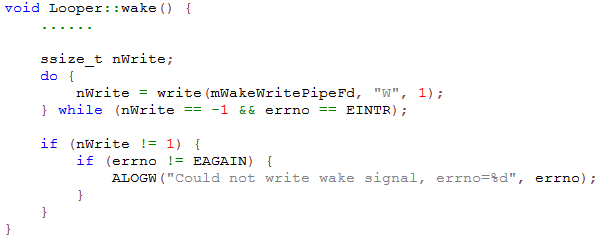 void Looper::wake() {
    ......

    ssize_t nWrite;
    do {
        nWrite = write(mWakeWritePipeFd, "W", 1);
    } while (nWrite == -1 && errno == EINTR);

    if (nWrite != 1) {
        if (errno != EAGAIN) {
            ALOGW("Could not write wake signal, errno=%d", errno);
        }
    }
}